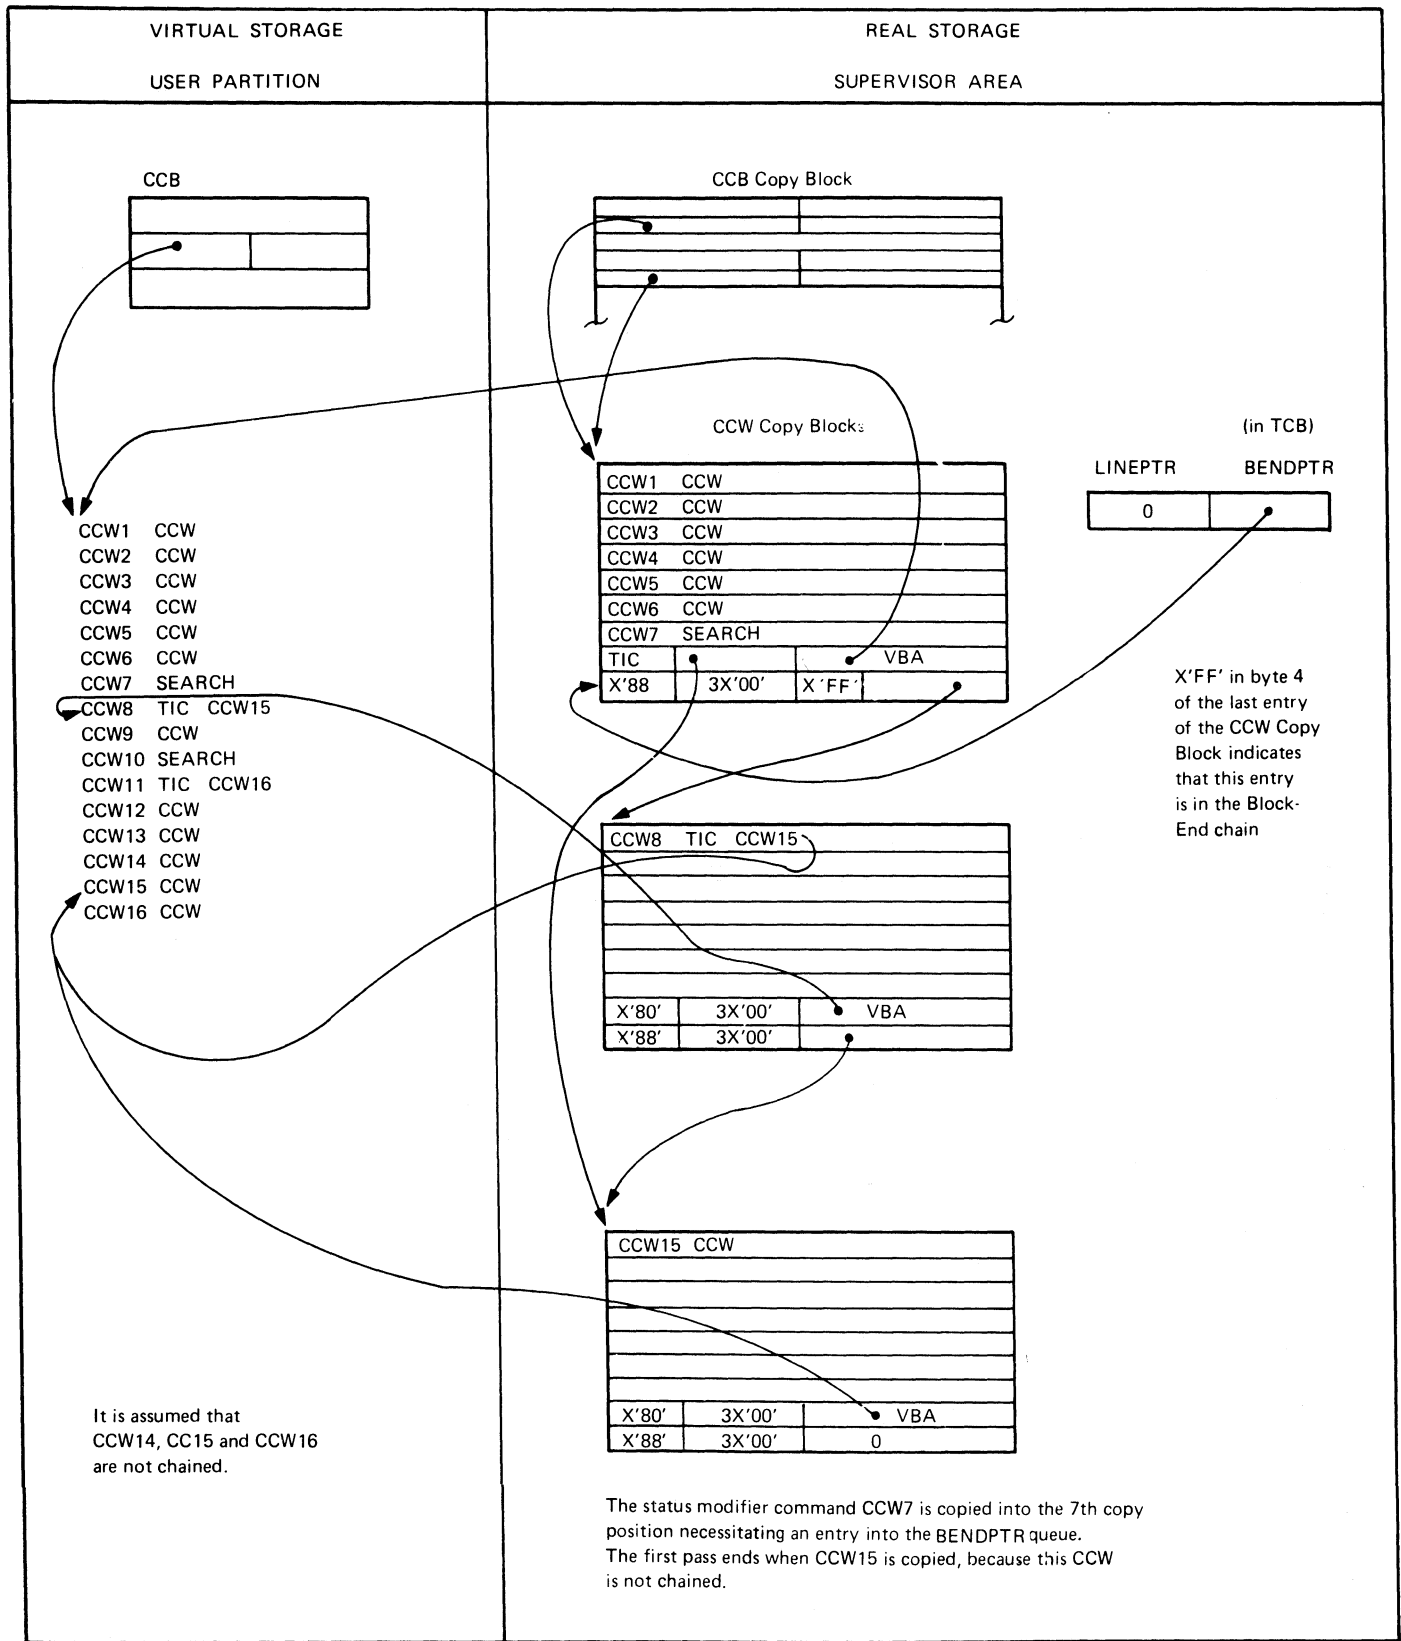 VIRTUAL STORAGE
USER PARTITION
REAL STORAGE
SUPERVISOR AREA
CCB
CCB Copy Block
CCW Copy Blocks
(in TCB)
LINEPTR BENDPTR
0
CCW1 CCW
CCW2 CCW
CCW3 CCW
CCW4 CCW
CCW5 CCW
CCW6 CCW
CCW7 SEARCH
CCW8 TIC CCW15
CCW9 CCW
CCW10 SEARCH
CCW11 TIC CCW16
CCW12 CCW
CCW13 CCW
CCW14 CCW
CCW15 CCW
CCW16 CCW
CCW1 CCW
CCW2 CCW
CCW3 CCW
CCW4 CCW
CCW5 CCW
CCW6 CCW
CCW7 SEARCH
TIC VBA
X'88 3X'00' X'FF'
X'FF' in byte 4
of the last entry
of the CCW Copy
Block indicates
that this entry
is in the Block-
End chain
CCW8 TIC CCW15
X'80' 3X'00' VBA
X'88' 3X'00'
CCW15 CCW
X'80' 3X'00' VBA
X'88' 3X'00' 0
It is assumed that
CCW14, CC15 and CCW16
are not chained.
The status modifier command CCW7 is copied into the 7th copy
position necessitating an entry into the BENDPTR queue.
The first pass ends when CCW15 is copied, because this CCW
is not chained.